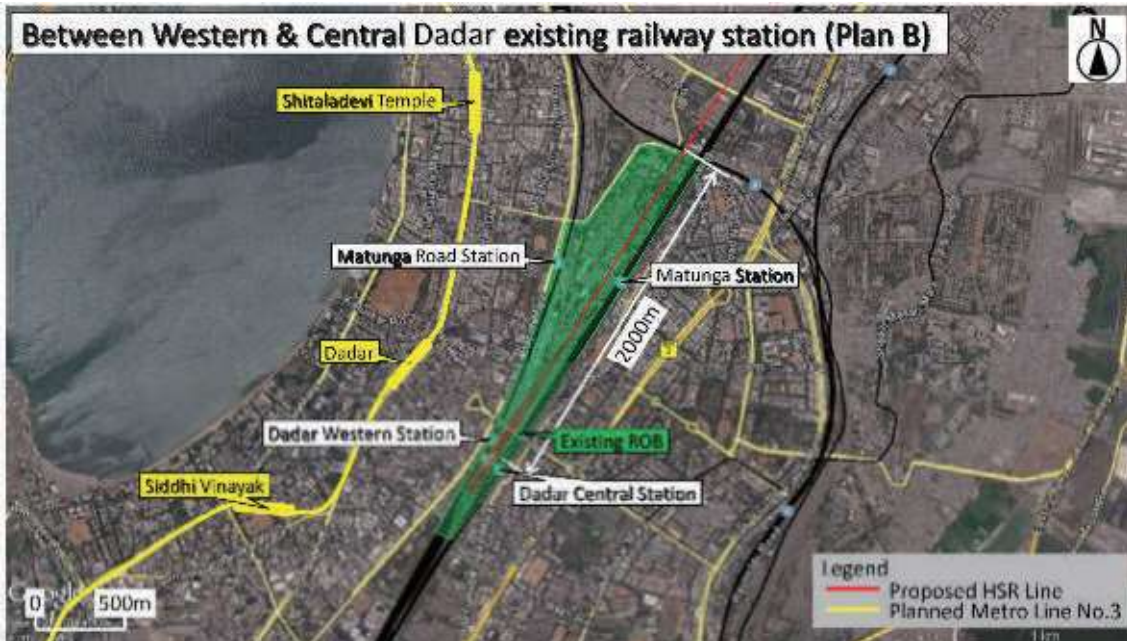 Between Western & Central Dadar existing railway station (Plan B)
N
Shitaladevi Temple
Matunga Road Station
Matunga Station
2000m
Dadar
Dadar Western Station
Existing ROB
Siddhi Vinayak
Dadar Central Station
Legend
Proposed HSR Line
Planned Metro Line No.3
0 500m